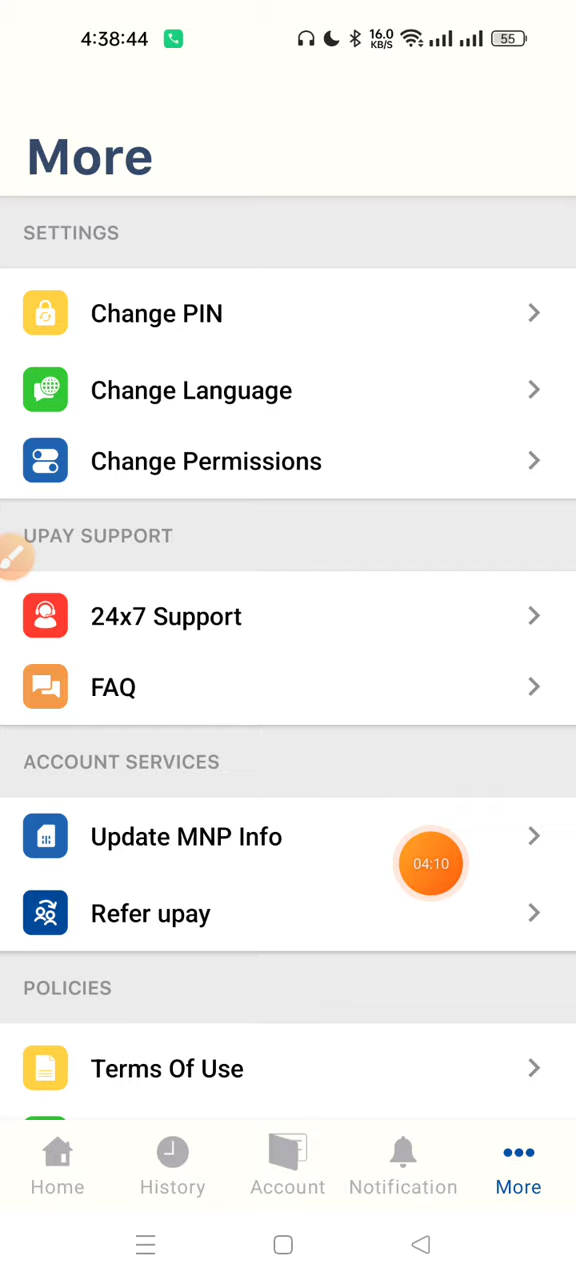 4:38:44 16.0 KB/S 55
More
SETTINGS
Change PIN
Change Language
Change Permissions
UPAY SUPPORT
24x7 Support
FAQ
ACCOUNT SERVICES
Update MNP Info
04:10
Refer upay
POLICIES
Terms Of Use
Home History Account Notification More